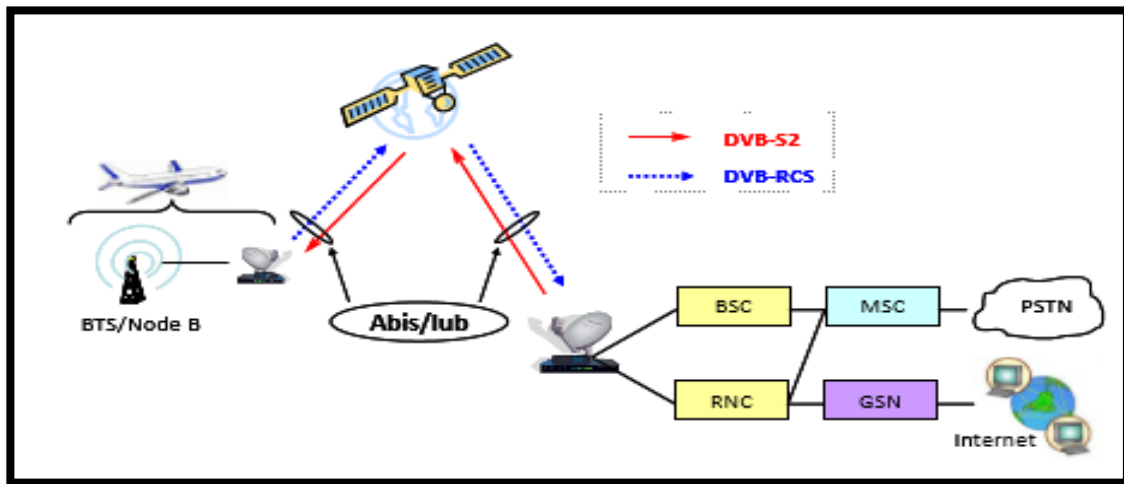 DVB-S2
DVB-RCS
BTS/Node B
Abis/Iub
BSC
MSC
PSTN
RNC
GSN
Internet